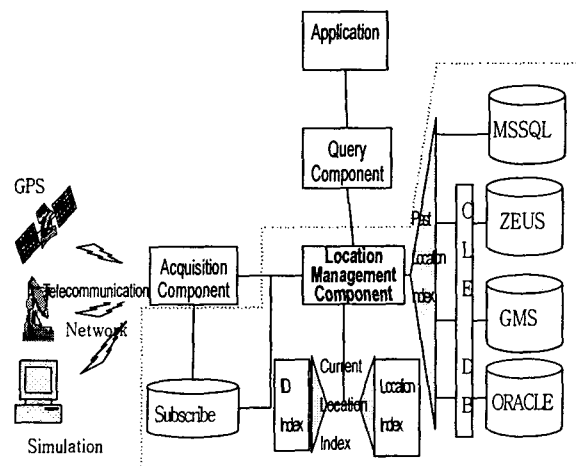 Application
Query
Component
GPS
Telecommunication
Network
Simulation
Acquisition
Component
Subscribe
Location
Management
Component
ID
Index
Current
Location
Index
Location
Index
Past
Location
Index
O
L
E
D
B
MSSQL
ZEUS
GMS
ORACLE